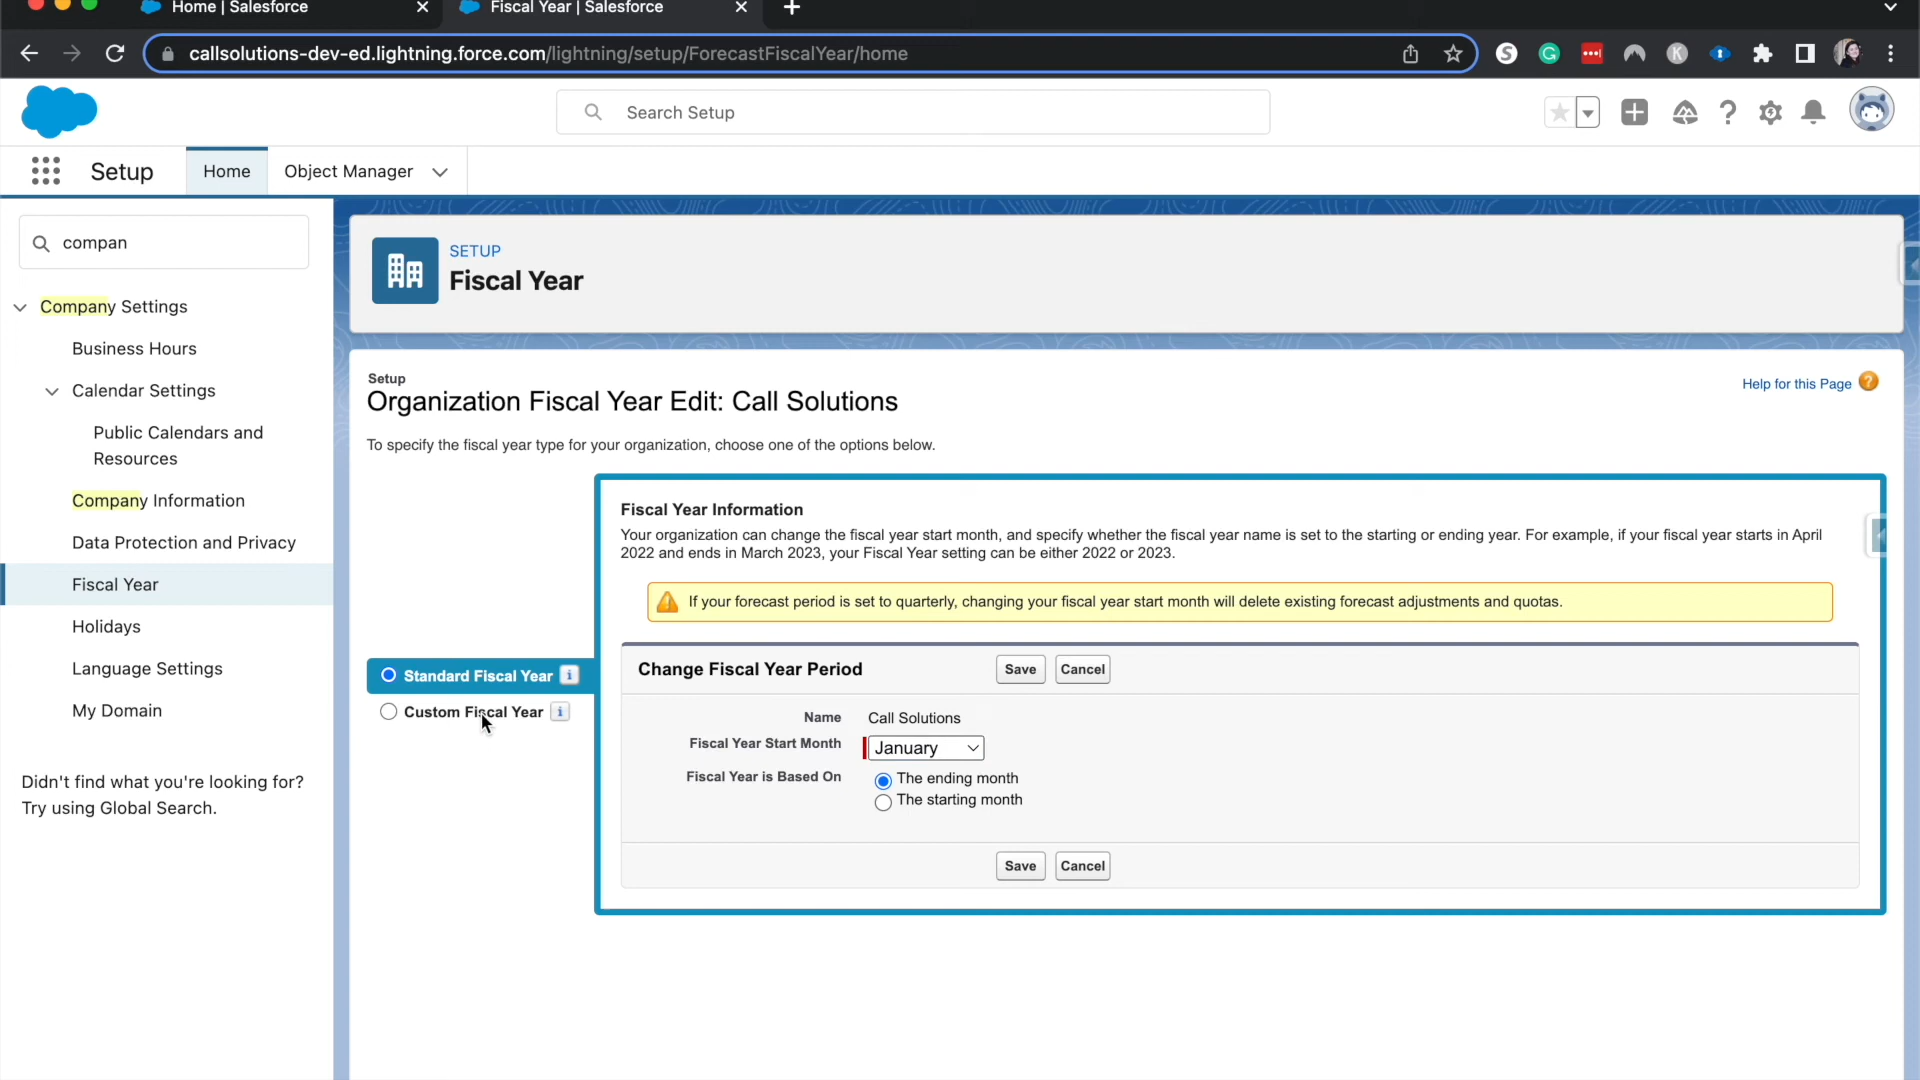 Home | Salesforce
Fiscal Year | Salesforce
callsolutions-dev-ed.lightning.force.com/lightning/setup/ForecastFiscalYear/home
Search Setup
Setup
Home
Object Manager
compan
Company Settings
Business Hours
Calendar Settings
Public Calendars and
Resources
Company Information
Data Protection and Privacy
Fiscal Year
Holidays
Language Settings
My Domain
Didn't find what you're looking for?
Try using Global Search.
SETUP
Fiscal Year
Setup
Organization Fiscal Year Edit: Call Solutions
Help for this Page
To specify the fiscal year type for your organization, choose one of the options below.
Standard Fiscal Year
Custom Fiscal Year
Fiscal Year Information
Your organization can change the fiscal year start month, and specify whether the fiscal year name is set to the starting or ending year. For example, if your fiscal year starts in April
2022 and ends in March 2023, your Fiscal Year setting can be either 2022 or 2023.
If your forecast period is set to quarterly, changing your fiscal year start month will delete existing forecast adjustments and quotas.
Change Fiscal Year Period
Save
Cancel
Name
Call Solutions
Fiscal Year Start Month
January
Fiscal Year is Based On
The ending month
The starting month
Save
Cancel